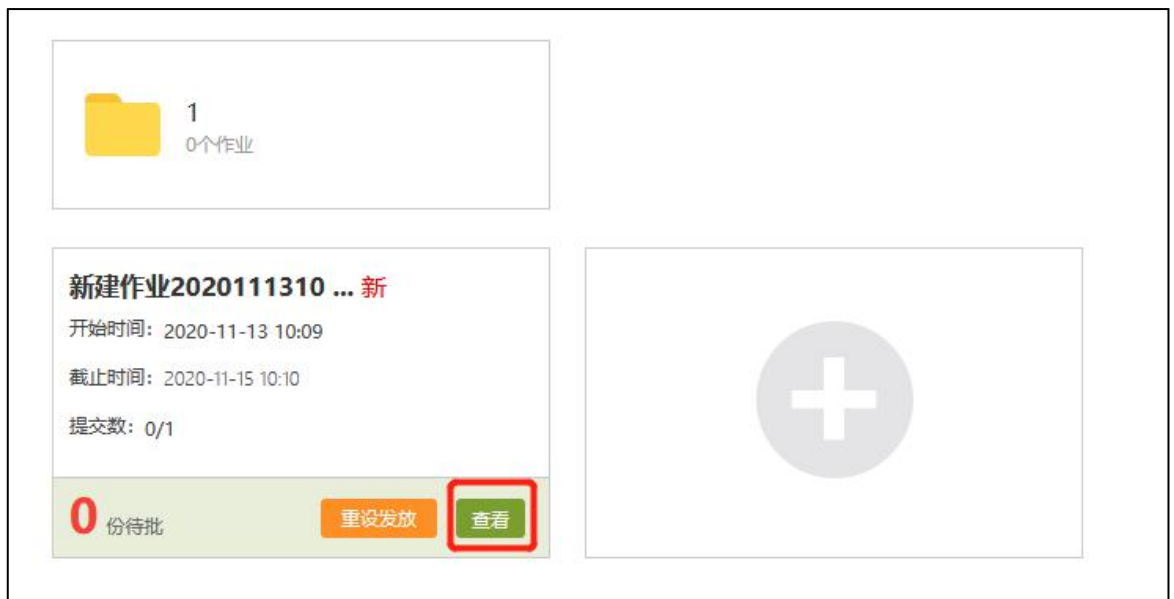 1
0个作业
新建作业2020111310 ... 新
开始时间：2020-11-13 10:09
截止时间：2020-11-15 10:10
提交数：0/1
0 份待批 重设发放 查看